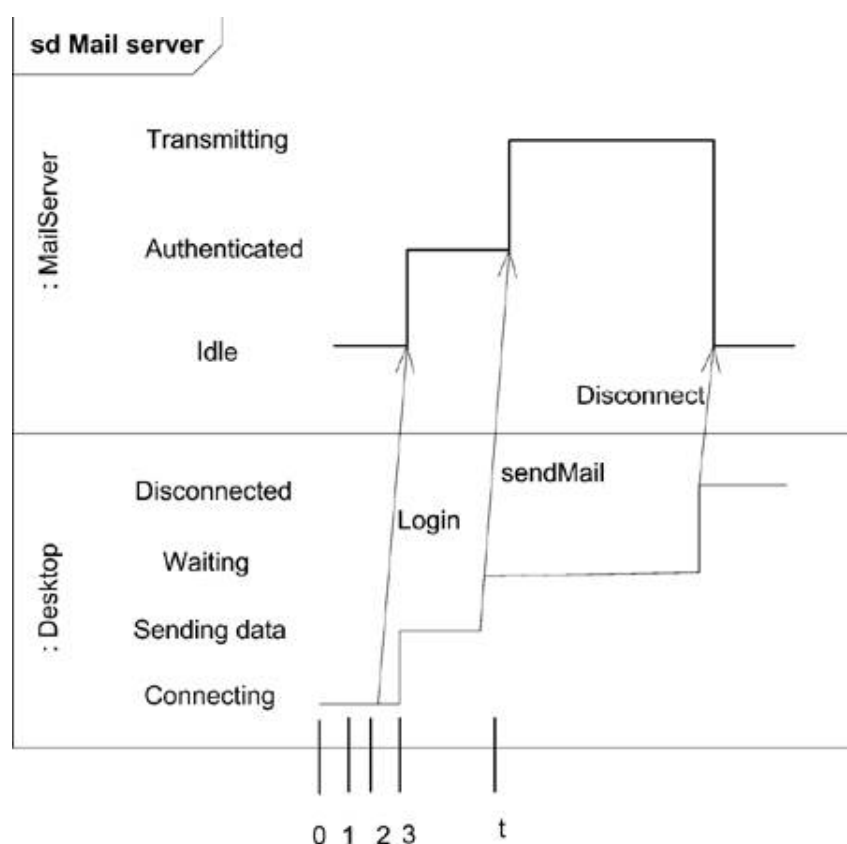 sd Mail server
: MailServer
Transmitting
Authenticated
Idle
Disconnect
: Desktop
Disconnected
sendMail
Login
Waiting
Sending data
Connecting
0 1 2 3 t